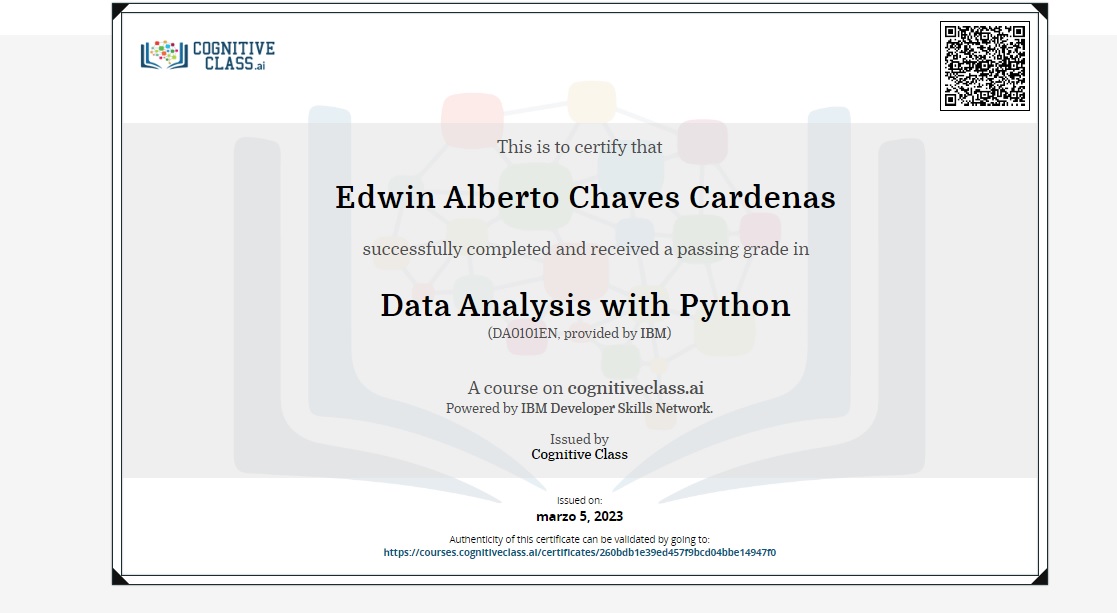 COGNITIVE
CLASS.ai
This is to certify that
Edwin Alberto Chaves Cardenas
successfully completed and received a passing grade in
Data Analysis with Python
(DA0101EN, provided by IBM)
A course on cognitiveclass.ai
Powered by IBM Developer Skills Network.
Issued by
Cognitive Class
Issued on:
marzo 5, 2023
Authenticity of this certificate can be validated by going to:
https://courses.cognitiveclass.ai/certificates/260bdb1e39ed457f9bcd04bbe14947f0